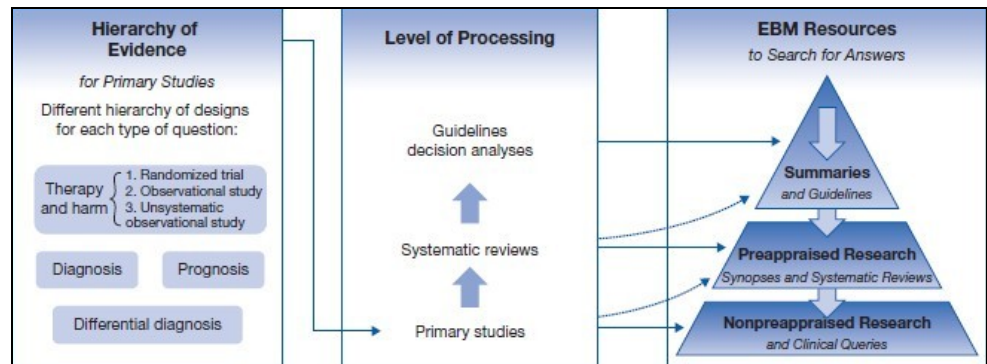 Hierarchy of
Evidence
for Primary Studies
Different hierarchy of designs
for each type of question:
Therapy
and harm
1. Randomized trial
2. Observational study
3. Unsystematic
observational study
Diagnosis
Prognosis
Differential diagnosis
Level of Processing
Guidelines
decision analyses
Systematic reviews
Primary studies
EBM Resources
to Search for Answers
Summaries
and Guidelines
Preappraised Research
Synopses and Systematic Reviews
Nonpreappraised Research
and Clinical Queries